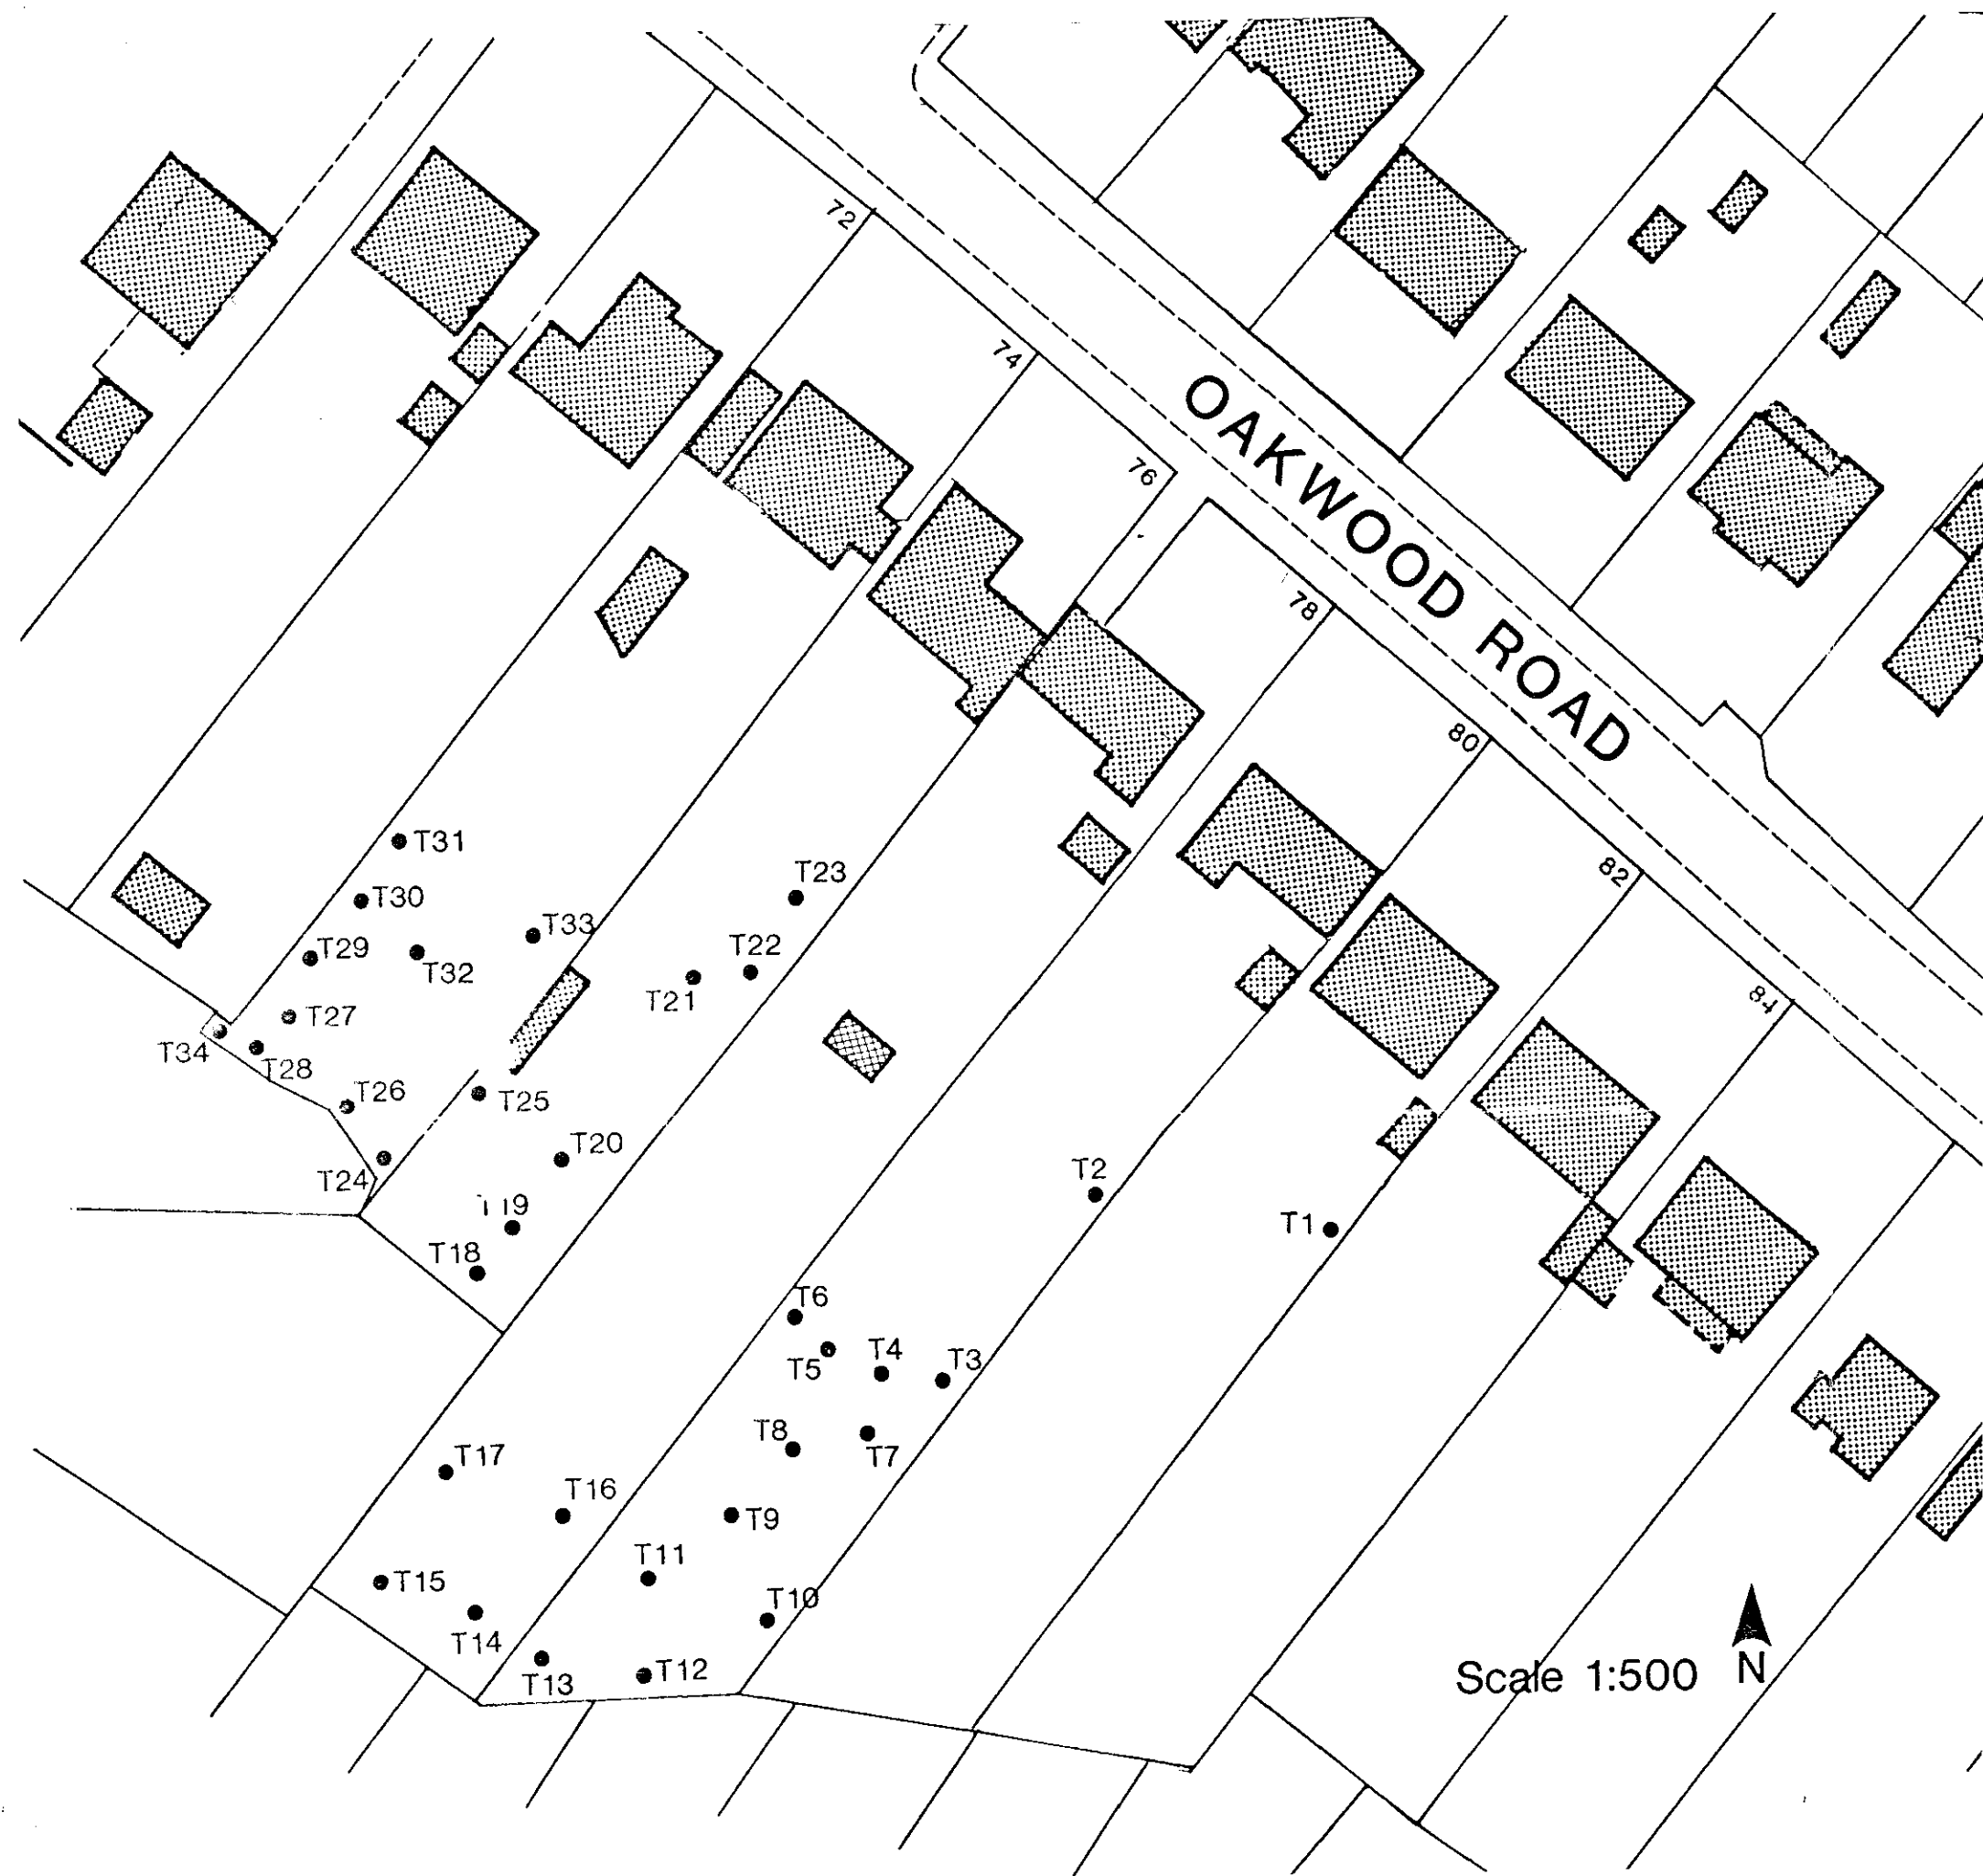 72
74
76
OAKWOOD ROAD
78
80
82
84
T31
T30
T23
T33
T29
T32
T22
T21
T27
T34
T28
T26
T25
T20
T24
T2
T19
T1
T18
T6
T4
T3
T5
T8
T7
T17
T16
T9
T11
T15
T10
T14
T13
T12
Scale 1:500
N